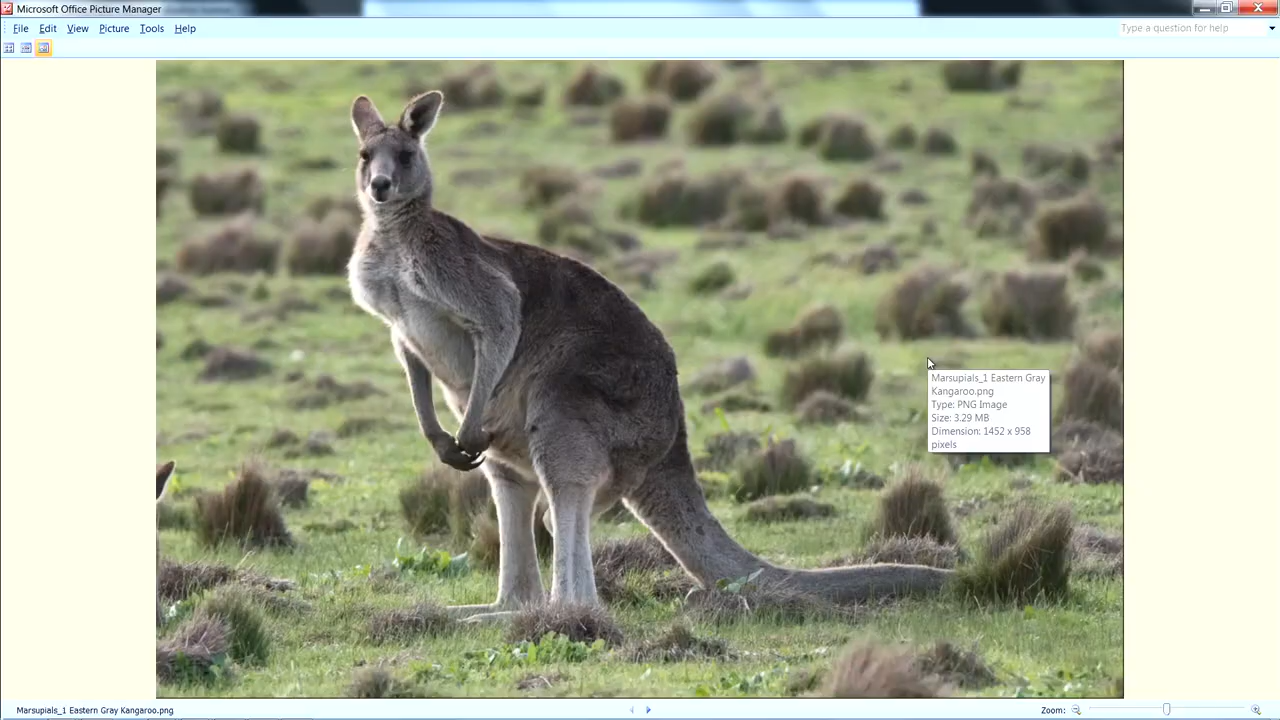 Microsoft Office Picture Manager
File Edit View Picture Tools Help
Type a question for help
Marsupials_1 Eastern Gray
Kangaroo.png
Type: PNG Image
Size: 3.29 MB
Dimension: 1452 x 958
pixels
Marsupials_1 Eastern Gray Kangaroo.png
Zoom: